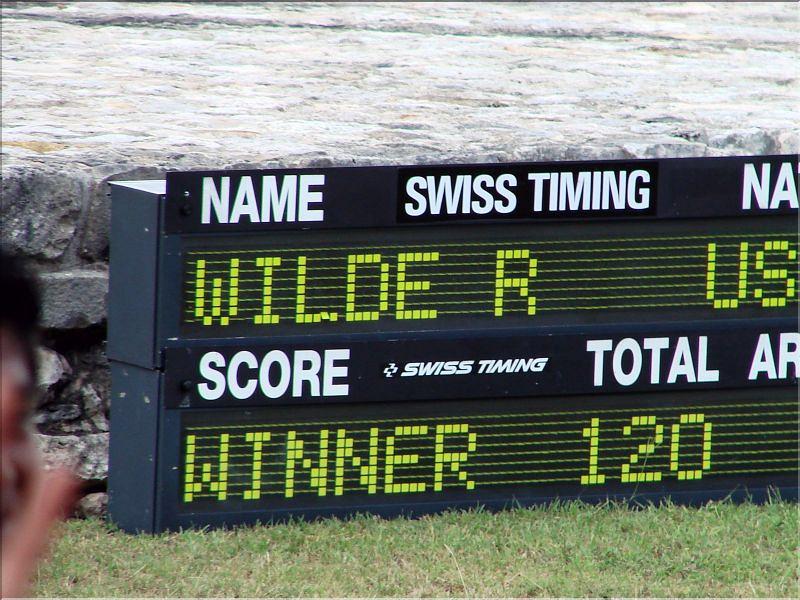 NAME SWISS TIMING NA
WILDE R US
SCORE SWISS TIMING TOTAL AR
WINNER 120